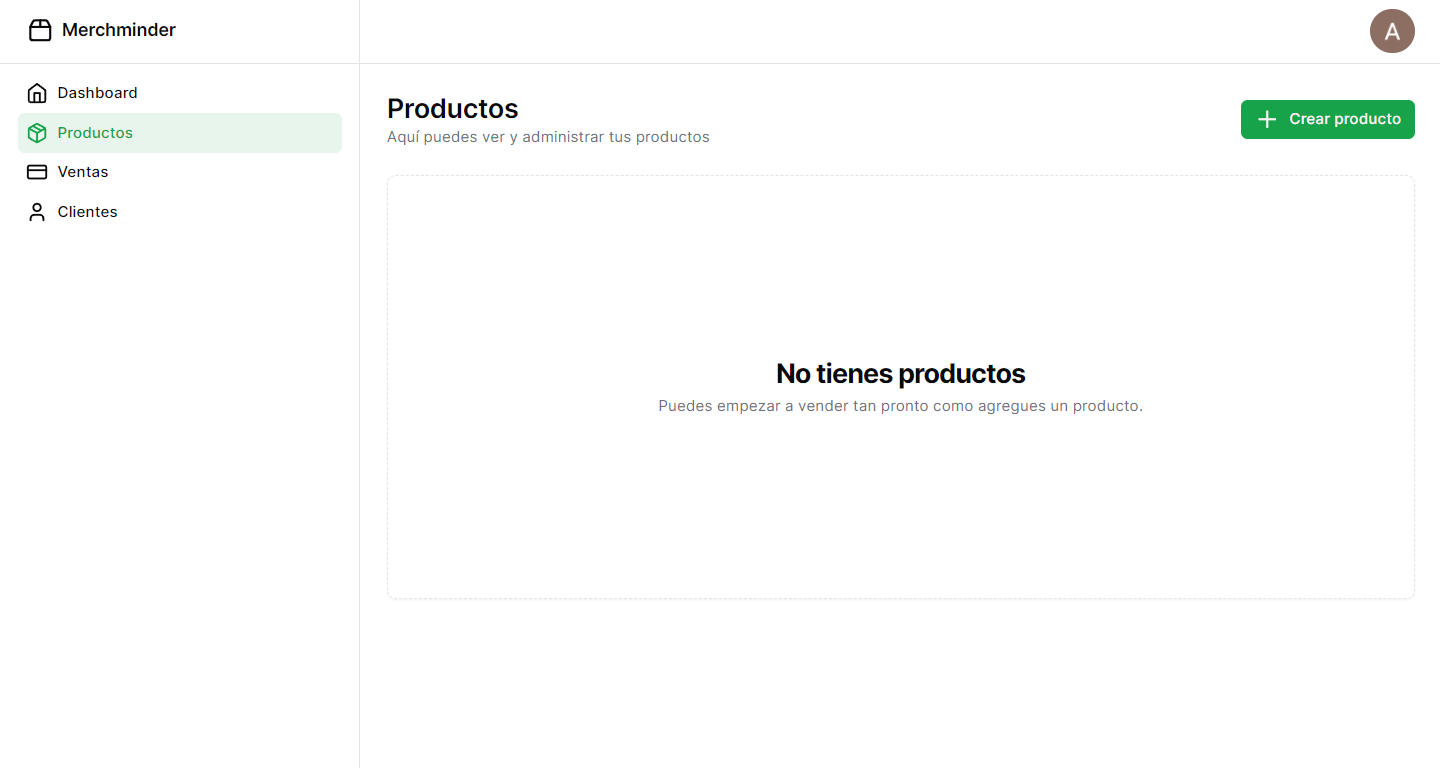 Merchminder
A
Dashboard
Productos
Ventas
Clientes
Productos
Aquí puedes ver y administrar tus productos
Crear producto
No tienes productos
Puedes empezar a vender tan pronto como agregues un producto.